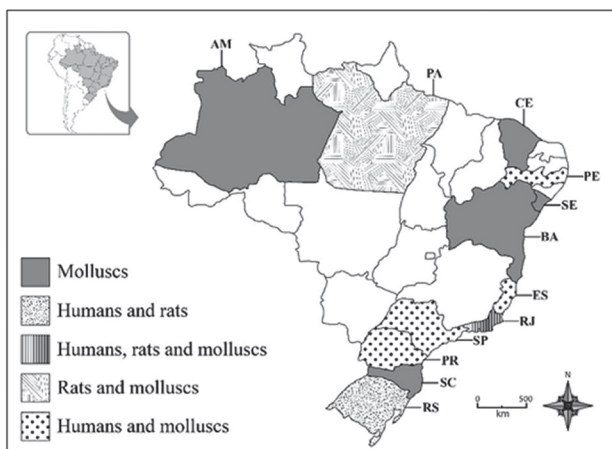 AM
PA
CE
PE
SE
BA
ES
RJ
SP
PR
SC
RS
Molluscs
Humans and rats
Humans, rats and molluscs
Rats and molluscs
Humans and molluscs
0 500
km
N